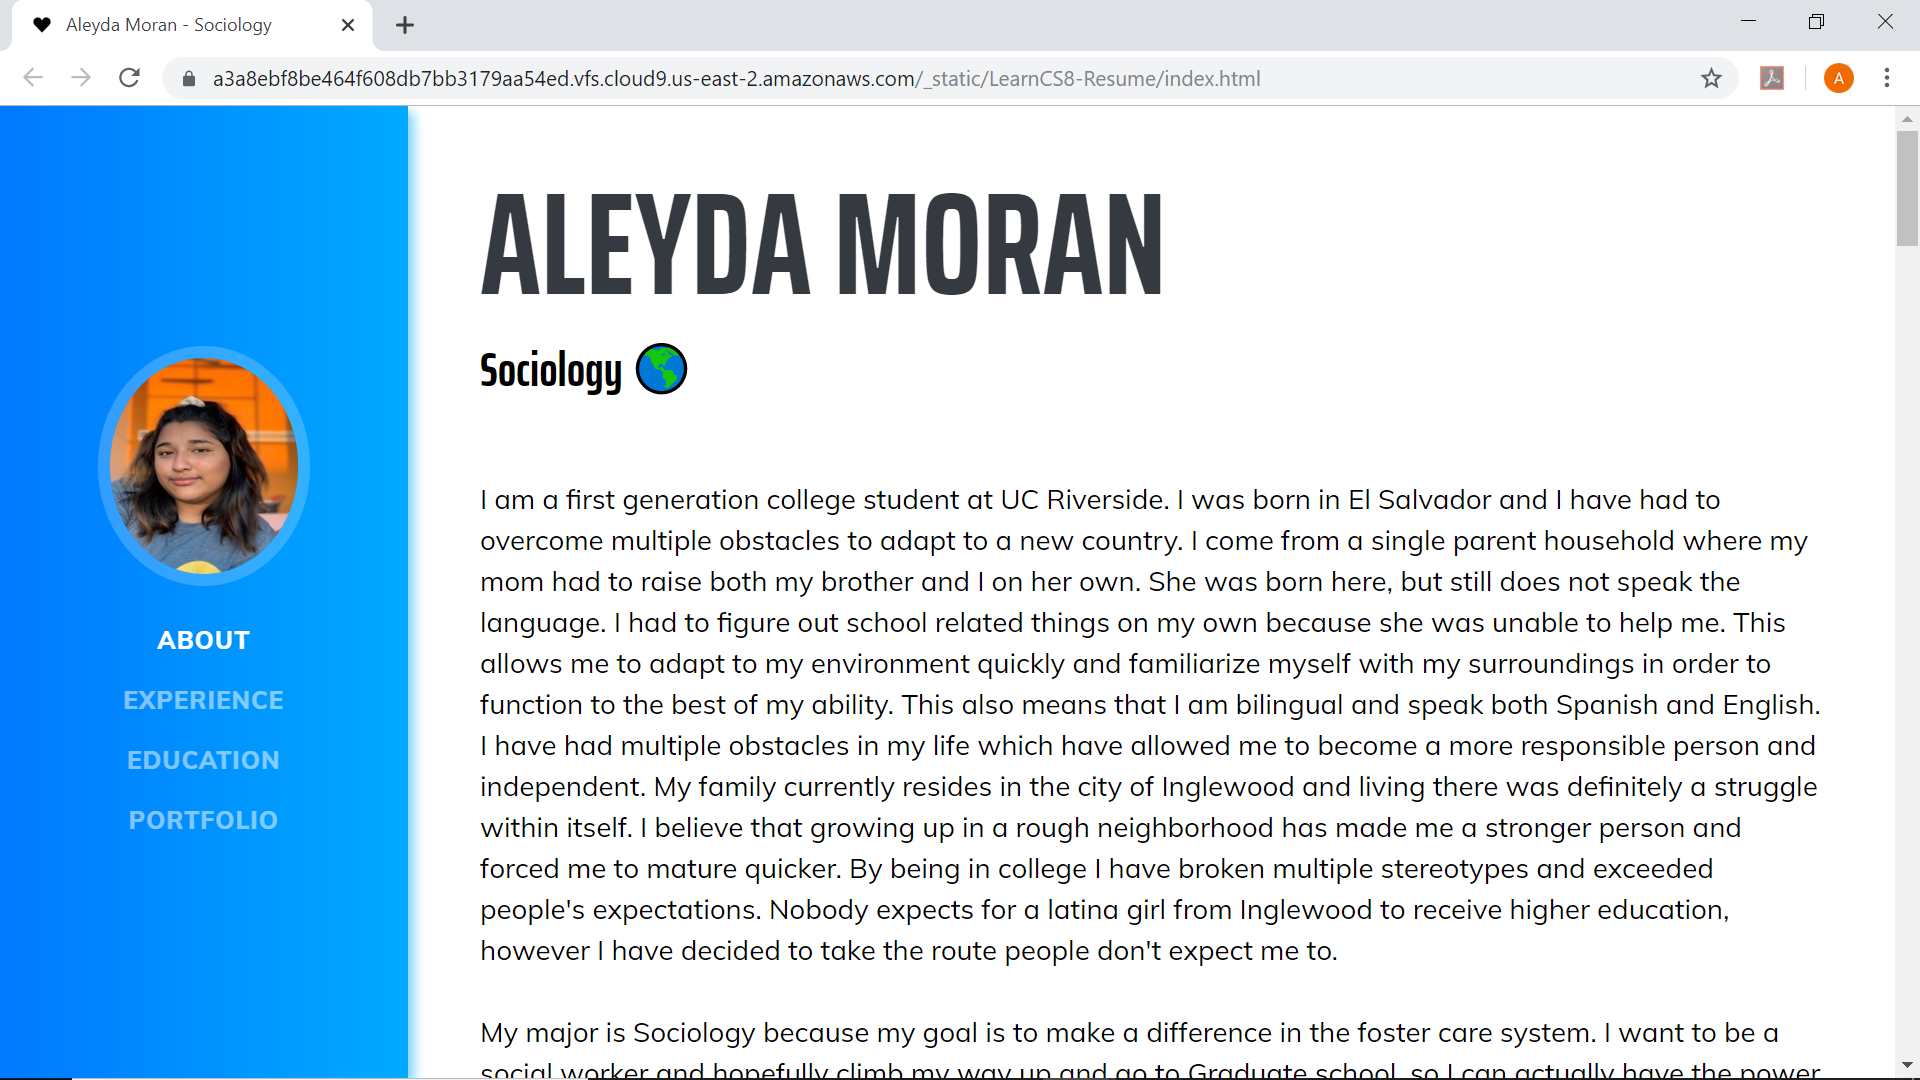 Aleyda Moran - Sociology
a3a8ebf8be464f608db7bb3179aa54ed.vfs.cloud9.us-east-2.amazonaws.com/_static/LearnCS8-Resume/index.html
A
ALEYDA MORAN
Sociology
ABOUT
EXPERIENCE
EDUCATION
PORTFOLIO
I am a first generation college student at UC Riverside. I was born in El Salvador and I have had to
overcome multiple obstacles to adapt to a new country. I come from a single parent household where my
mom had to raise both my brother and I on her own. She was born here, but still does not speak the
language. I had to figure out school related things on my own because she was unable to help me. This
allows me to adapt to my environment quickly and familiarize myself with my surroundings in order to
function to the best of my ability. This also means that I am bilingual and speak both Spanish and English.
I have had multiple obstacles in my life which have allowed me to become a more responsible person and
independent. My family currently resides in the city of Inglewood and living there was definitely a struggle
within itself. I believe that growing up in a rough neighborhood has made me a stronger person and
forced me to mature quicker. By being in college I have broken multiple stereotypes and exceeded
people's expectations. Nobody expects for a latina girl from Inglewood to receive higher education,
however I have decided to take the route people don't expect me to.
My major is Sociology because my goal is to make a difference in the foster care system. I want to be a
social worker and hopefully climb my way up and go to Graduate school, so I can actually have the power